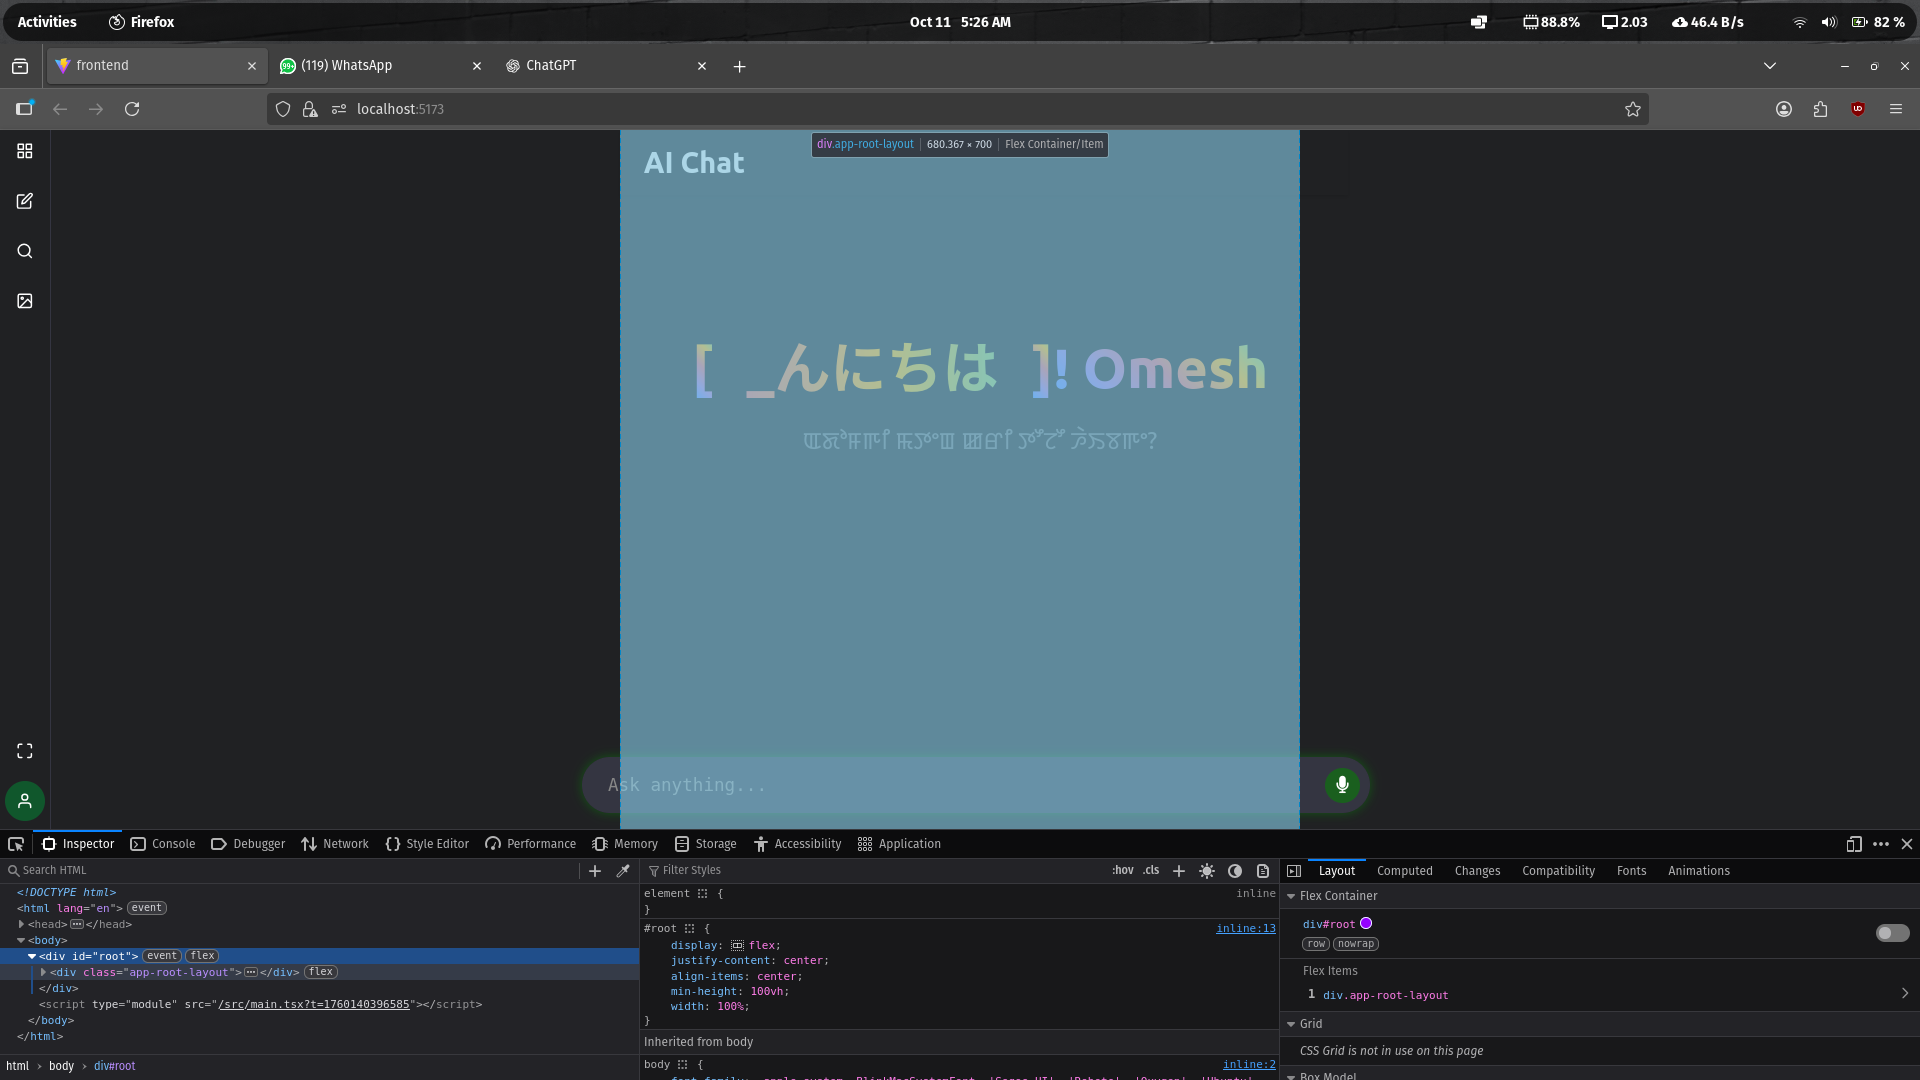 Activities Firefox Oct 11 5:26 AM 88.8% 2.03 46.4 B/s 82 %
frontend (119) WhatsApp ChatGPT
localhost:5173
div.app-root-layout 680.367 × 700 Flex Container/Item
AI Chat
[ _んにちは ]! Omesh
Ask anything...
Inspector Console Debugger Network Style Editor Performance Memory Storage Accessibility Application
Search HTML
<!DOCTYPE html>
<html lang="en"> event
<head> </head>
<body>
<div id="root"> event flex
<div class="app-root-layout"> </div> flex
</div>
<script type="module" src="/src/main.tsx?t=1760140396585"></script>
</body>
</html>
html › body › div#root
Filter Styles :hov .cls
element { inline
}
#root { inline:13
display: flex;
justify-content: center;
align-items: center;
min-height: 100vh;
width: 100%;
}
Inherited from body
body { inline:2
Layout Computed Changes Compatibility Fonts Animations
Flex Container
div#root
row nowrap
Flex Items
1 div.app-root-layout
Grid
CSS Grid is not in use on this page
Box Model